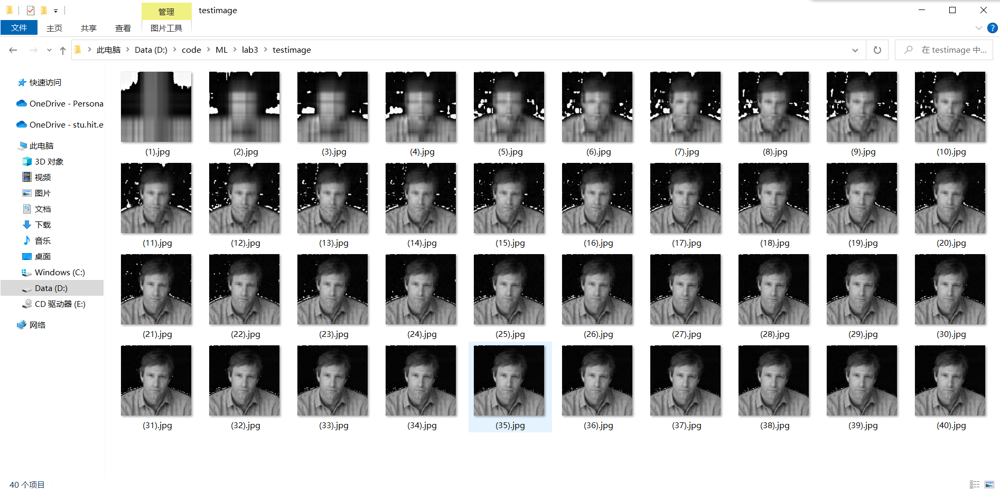 管理 testimage
文件 主页 共享 查看 图片工具 ?
此电脑 > Data (D:) > code > ML > lab3 > testimage 在 testimage 中...
快速访问
OneDrive - Persona
OneDrive - stu.hit.e
此电脑
3D 对象
视频
图片
文档
下载
音乐
桌面
Windows (C:)
Data (D:)
CD 驱动器 (E:)
网络
(1).jpg (2).jpg (3).jpg (4).jpg (5).jpg (6).jpg (7).jpg (8).jpg (9).jpg (10).jpg
(11).jpg (12).jpg (13).jpg (14).jpg (15).jpg (16).jpg (17).jpg (18).jpg (19).jpg (20).jpg
(21).jpg (22).jpg (23).jpg (24).jpg (25).jpg (26).jpg (27).jpg (28).jpg (29).jpg (30).jpg
(31).jpg (32).jpg (33).jpg (34).jpg (35).jpg (36).jpg (37).jpg (38).jpg (39).jpg (40).jpg
40 个项目